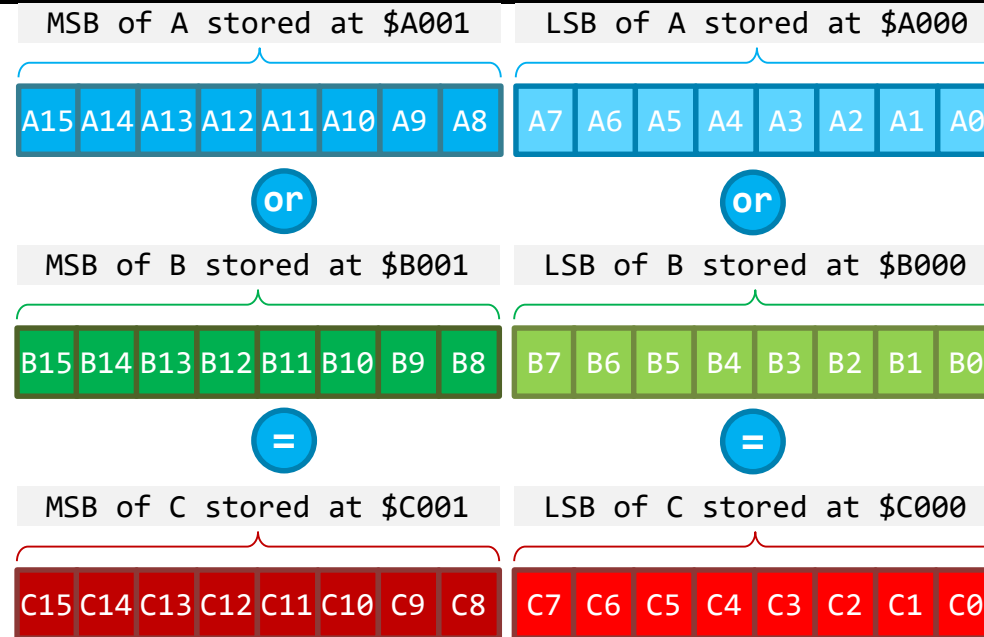 MSB of A stored at $A001 LSB of A stored at $A000
A15 A14 A13 A12 A11 A10 A9 A8 A7 A6 A5 A4 A3 A2 A1 A0
or or
MSB of B stored at $B001 LSB of B stored at $B000
B15 B14 B13 B12 B11 B10 B9 B8 B7 B6 B5 B4 B3 B2 B1 B0
= =
MSB of C stored at $C001 LSB of C stored at $C000
C15 C14 C13 C12 C11 C10 C9 C8 C7 C6 C5 C4 C3 C2 C1 C0